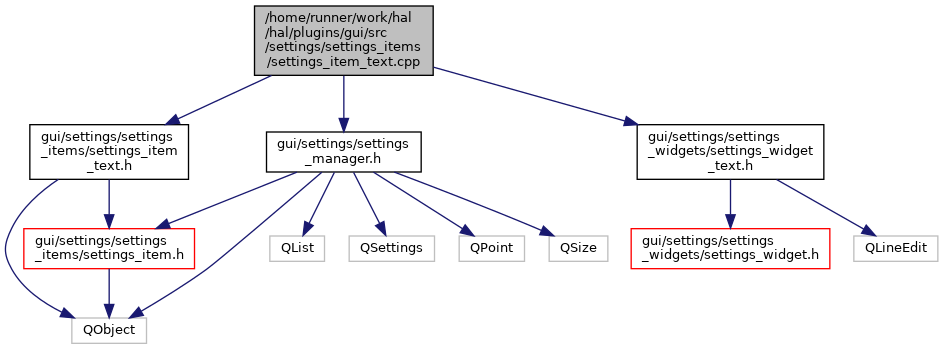 /home/runner/work/hal
/hal/plugins/gui/src
/settings/settings_items
/settings_item_text.cpp
gui/settings/settings
_items/settings_item
_text.h
gui/settings/settings
_manager.h
gui/settings/settings
_widgets/settings_widget
_text.h
gui/settings/settings
_items/settings_item.h
QList
QSettings
QPoint
QSize
gui/settings/settings
_widgets/settings_widget.h
QLineEdit
QObject